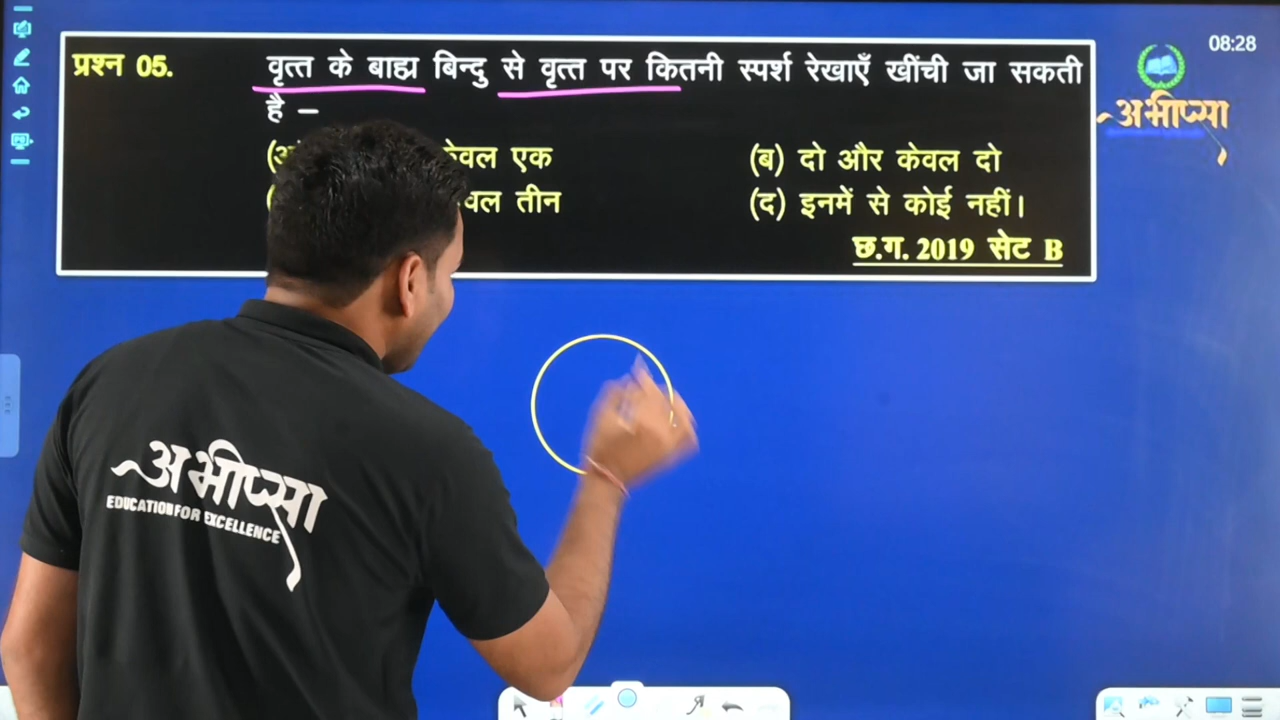 08:28
प्रश्न 05. वृत्त के बाह्य बिन्दु से वृत्त पर कितनी स्पर्श रेखाएँ खींची जा सकती
है –
केवल एक (ब) दो और केवल दो
तीन (द) इनमें से कोई नहीं।
छ.ग. 2019 सेट B
अभीप्सा
अभीप्सा
EDUCATION FOR EXCELLENCE